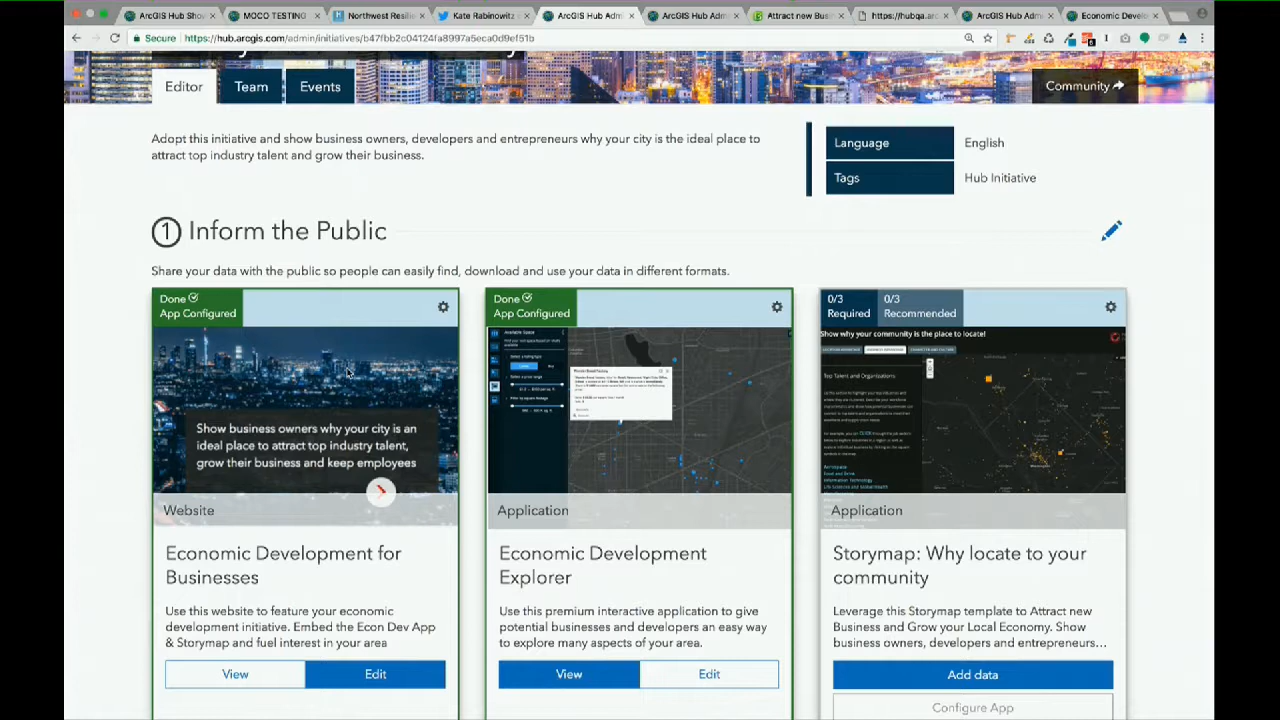 ArcGIS Hub Show
MOCO TESTING
Northwest Resilie
Kate Rabinowitz
ArcGIS Hub Adm
ArcGIS Hub Adm
Attract new Busi
https://hubqa.arc
ArcGIS Hub Adm
Economic Develo
Secure https://hub.arcgis.com/admin/initiatives/b47fbb2c04124fa8997a5eca0d9ef51b
Editor Team Events Community
Adopt this initiative and show business owners, developers and entrepreneurs why your city is the ideal place to
attract top industry talent and grow their business.
Language English
Tags Hub Initiative
1 Inform the Public
Share your data with the public so people can easily find, download and use your data in different formats.
Done
App Configured
Show business owners why your city is an
ideal place to attract top industry talent,
grow their business and keep employees
Website
Economic Development for
Businesses
Use this website to feature your economic
development initiative. Embed the Econ Dev App
& Storymap and fuel interest in your area
View Edit
Done
App Configured
Available Space
Application
Economic Development
Explorer
Use this premium interactive application to give
potential businesses and developers an easy way
to explore many aspects of your area.
View Edit
0/3 0/3
Required Recommended
Show why your community is the place to locate!
Top Talent and Organizations
Application
Storymap: Why locate to your
community
Leverage this Storymap template to Attract new
Business and Grow your Local Economy. Show
business owners, developers and entrepreneurs...
Add data
Configure App